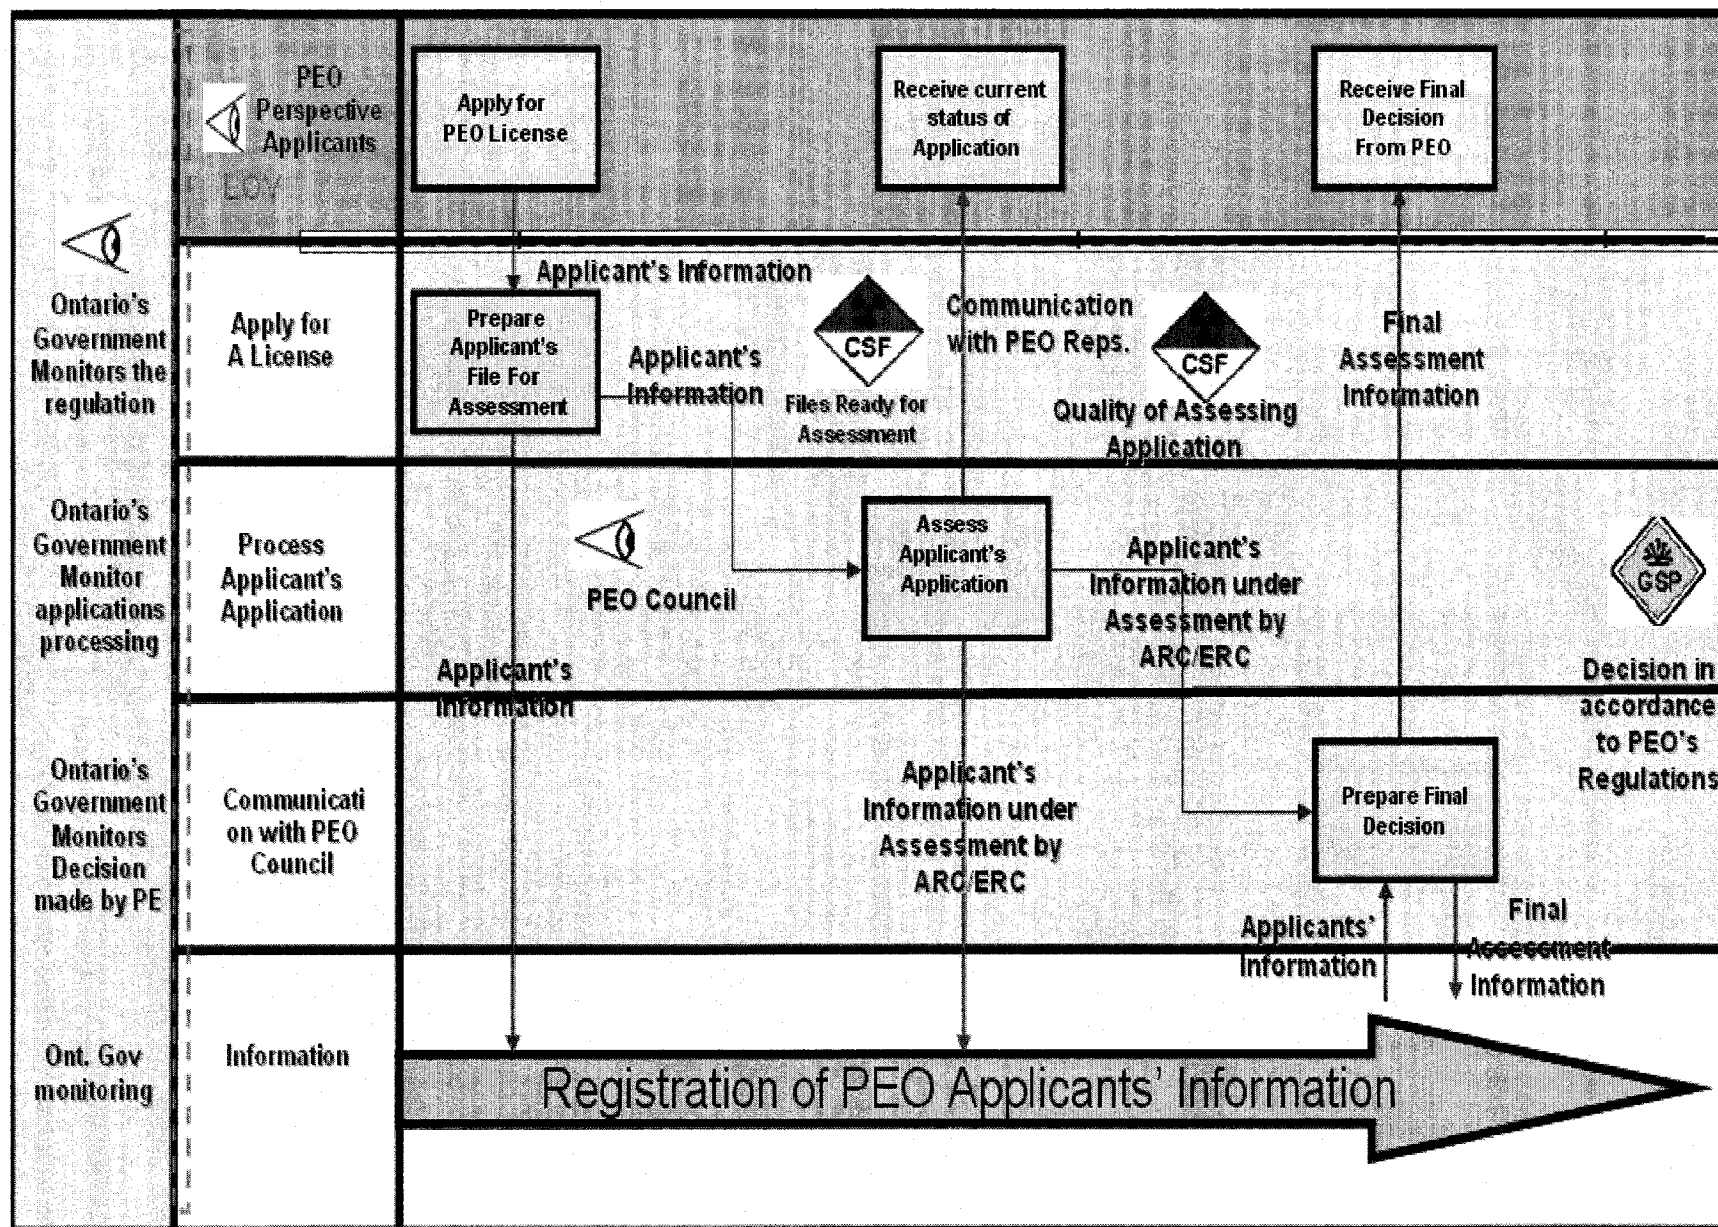 PEO
Perspective
Applicants
LOV
Apply for
PEO License
Receive current
status of
Application
Receive Final
Decision
From PEO
Ontario's
Government
Monitors the
regulation
Apply for
A License
Applicant's Information
Prepare
Applicant's
File For
Assessment
Applicant's
Information
CSF
Files Ready for
Assessment
Communication
with PEO Reps.
CSF
Quality of Assessing
Application
Final
Assessment
Information
Ontario's
Government
Monitor
applications
processing
Process
Applicant's
Application
PEO Council
Assess
Applicant's
Application
Applicant's
Information under
Assessment by
ARC/ERC
GSP
Decision in
accordance
to PEO's
Regulations
Applicant's
Information
Ontario's
Government
Monitors
Decision
made by PE
Communicati
on with PEO
Council
Applicant's
Information under
Assessment by
ARC/ERC
Prepare Final
Decision
Applicants'
Information
Final
Assessment
Information
Ont. Gov
monitoring
Information
Registration of PEO Applicants' Information